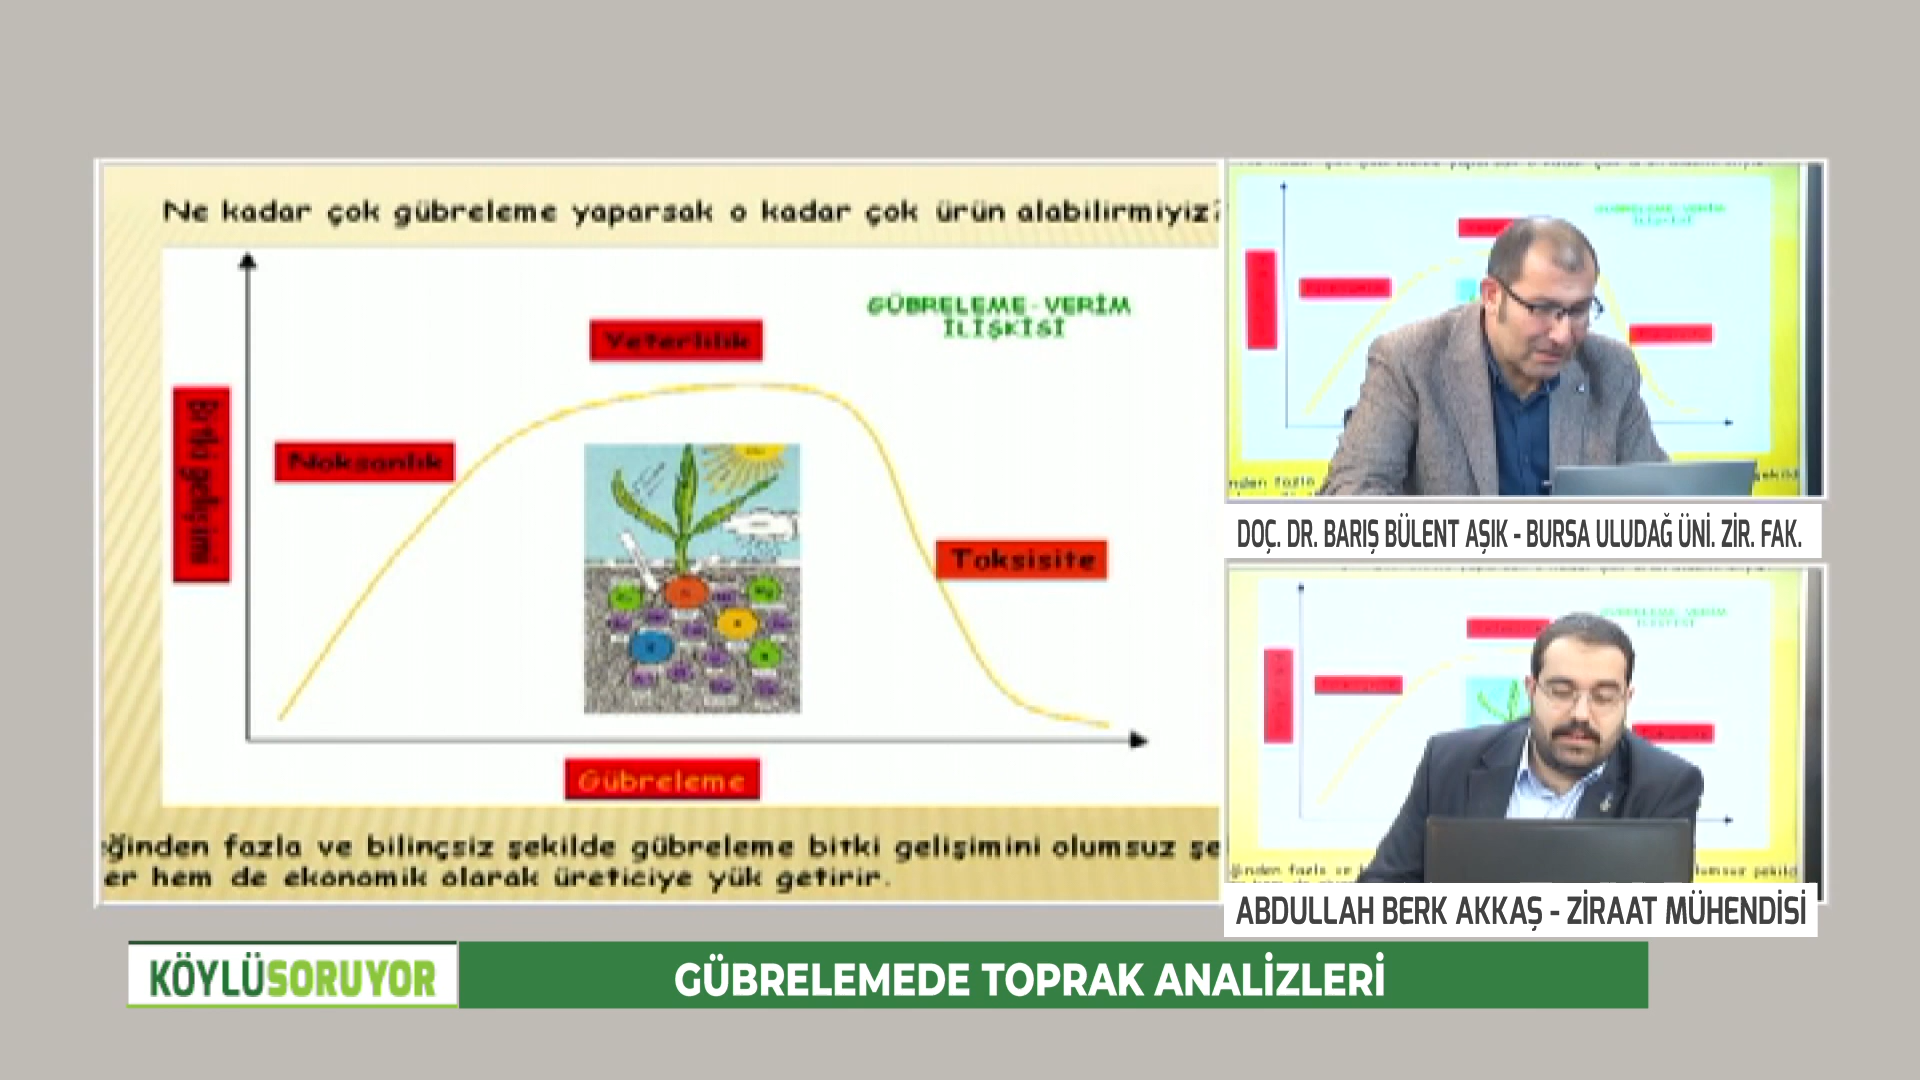 Ne kadar çok gübreleme yaparsak o kadar çok ürün alabilirmiyiz?
GÜBRELEME - VERİM
İLİŞKİSİ
Yeterlilik
Bitki gelişimi
Noksanlık
Toksisite
Gübreleme
ğinden fazla ve bilinçsiz şekilde gübreleme bitki gelişimini olumsuz şe
er hem de ekonomik olarak üreticiye yük getirir.
DOÇ. DR. BARIŞ BÜLENT AŞIK - BURSA ULUDAĞ ÜNİ. ZİR. FAK.
ABDULLAH BERK AKKAŞ - ZİRAAT MÜHENDİSİ
KÖYLÜSORUYOR
GÜBRELEMEDE TOPRAK ANALİZLERİ